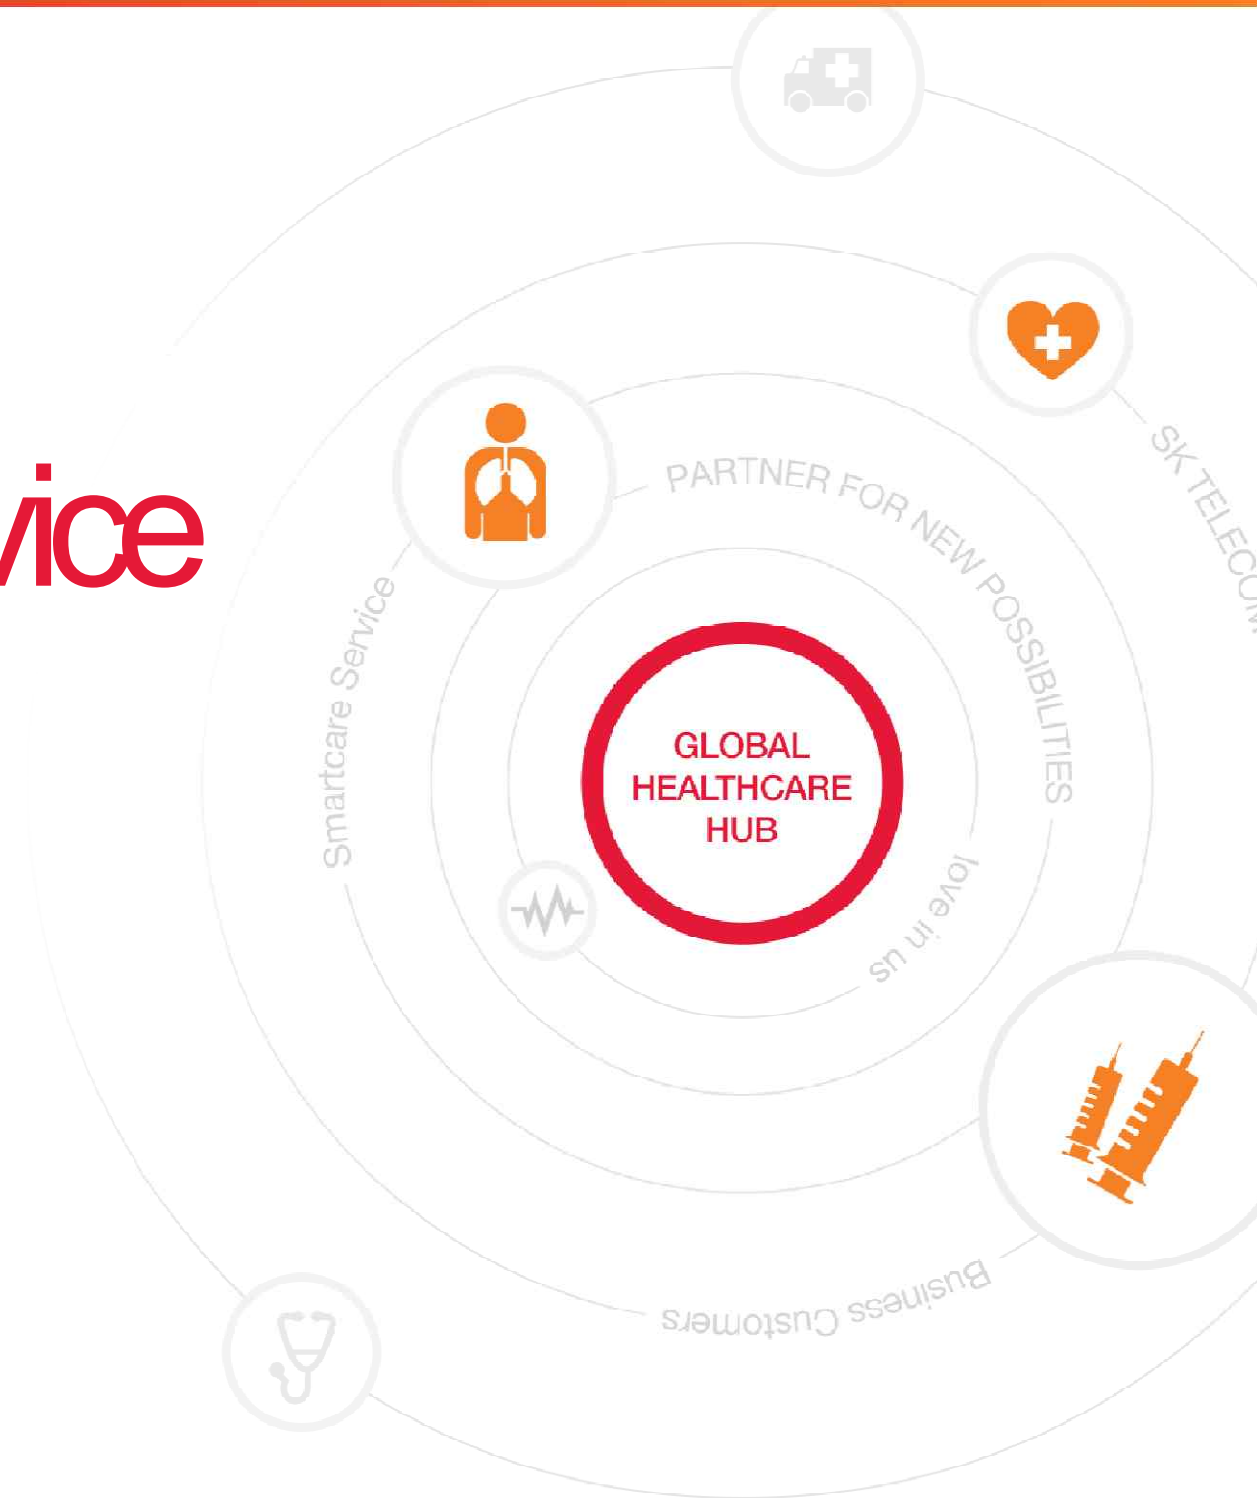 PARTNER FOR NEW POSSIBILITIES
SK TELECOM
vice
Smartcare Service
GLOBAL
HEALTHCARE
HUB
love in us
Business Customers